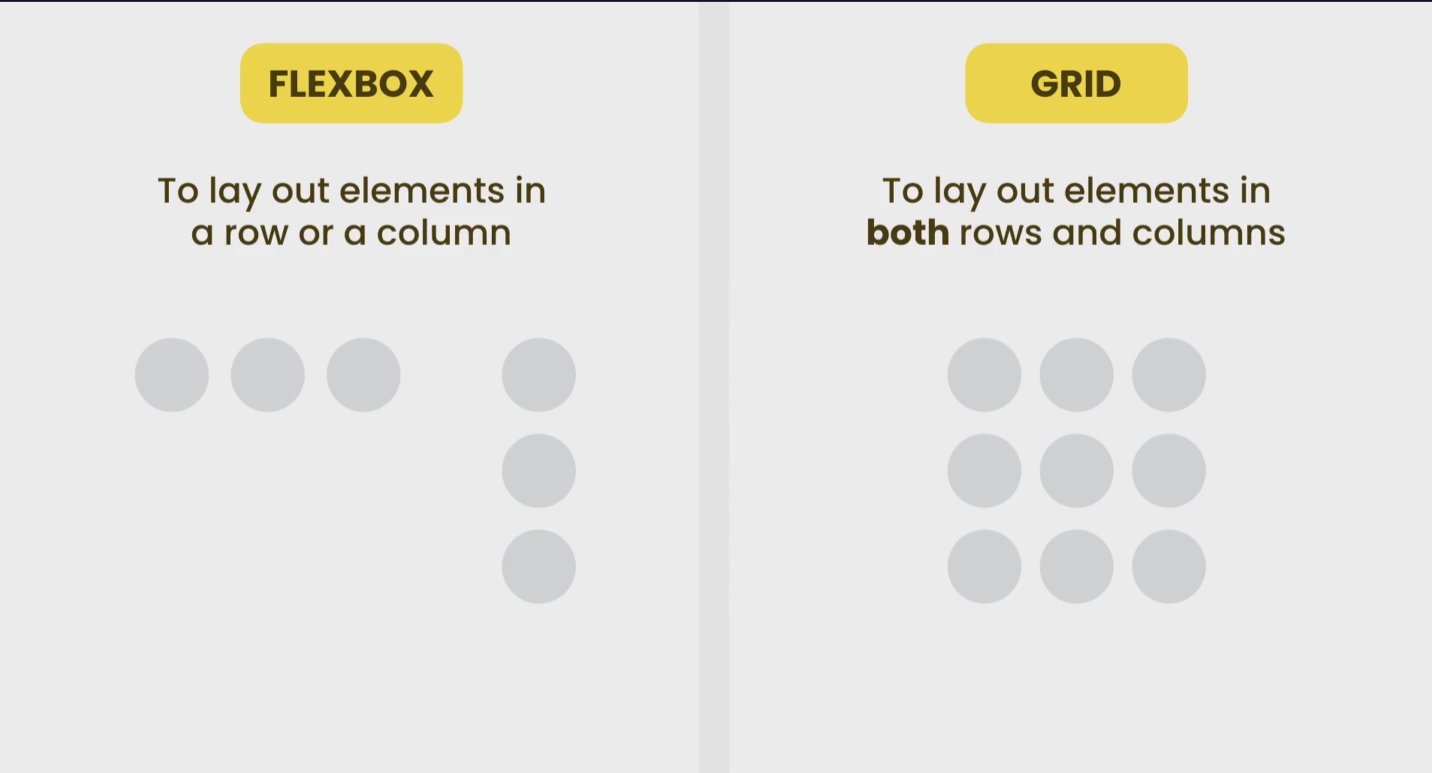 FLEXBOX
To lay out elements in
a row or a column
GRID
To lay out elements in
both rows and columns